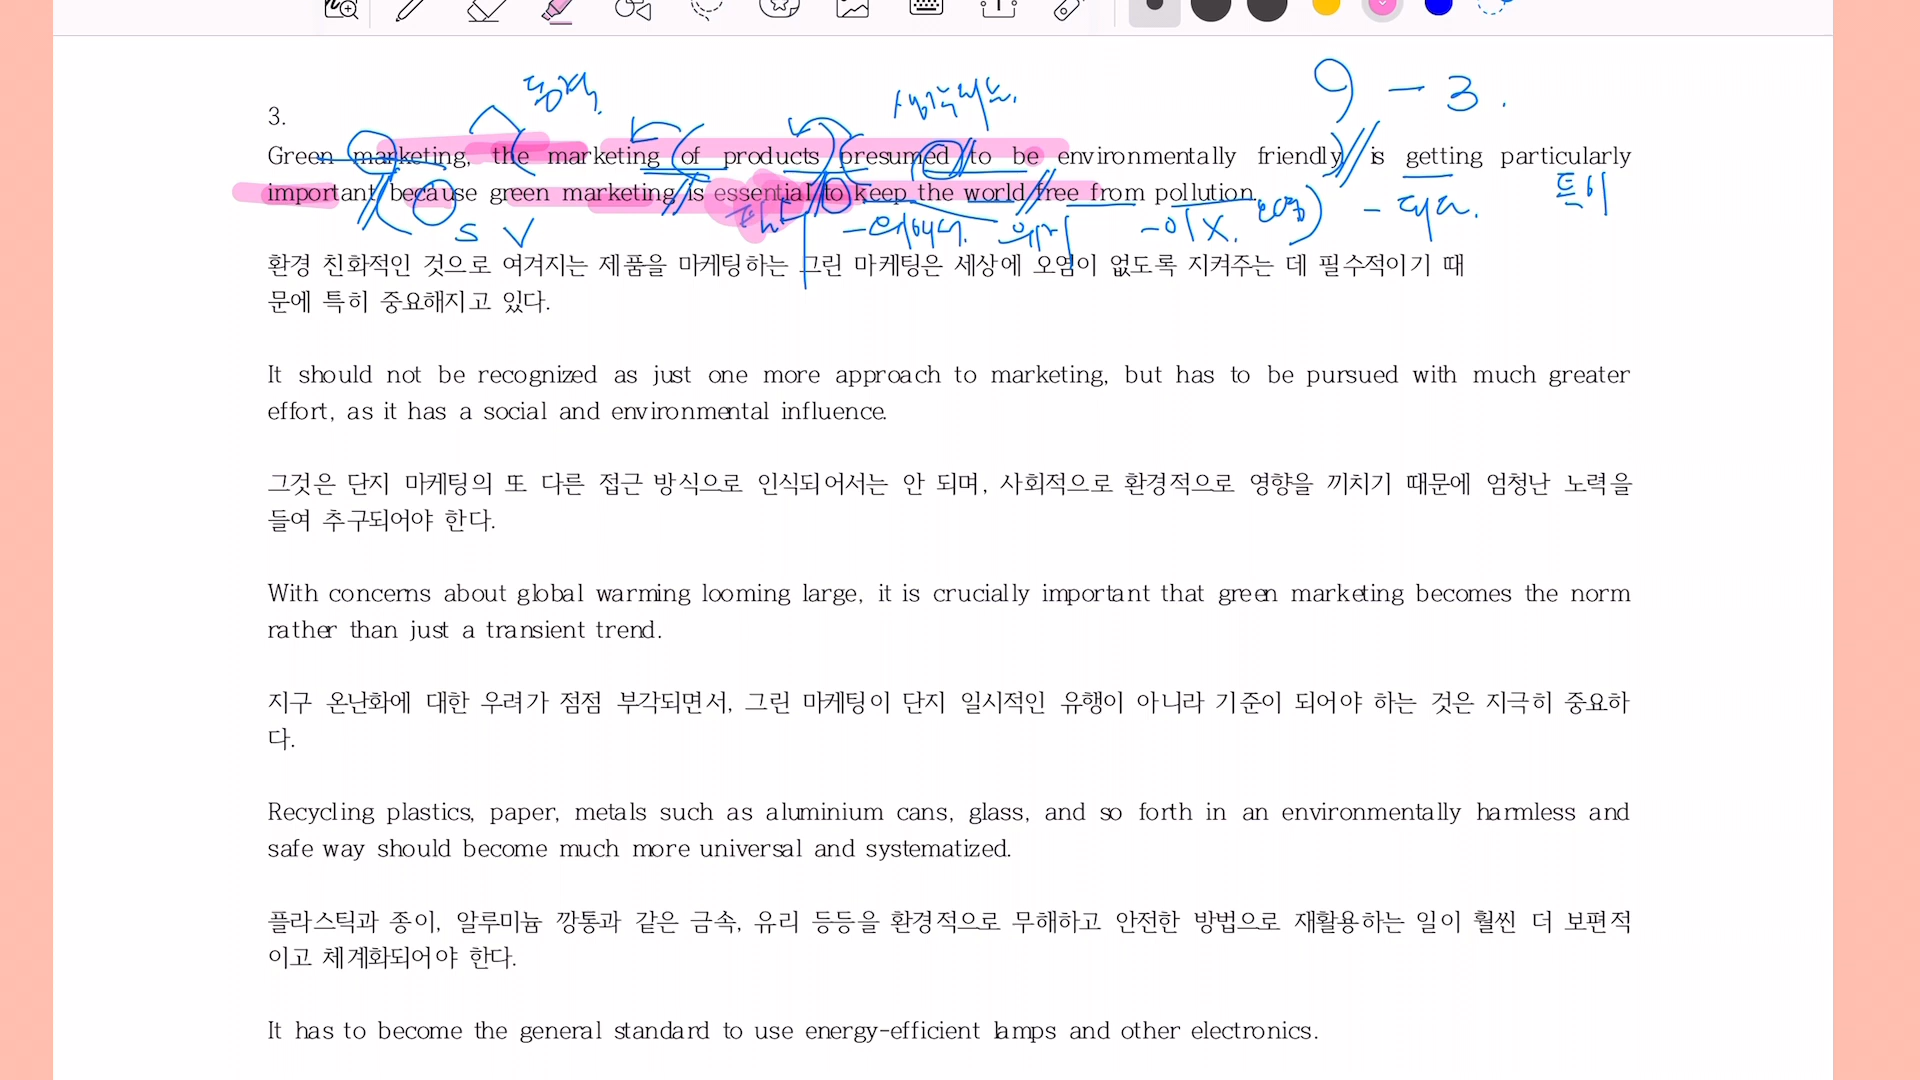 동격
생각되는
9 - 3.
3.
Green marketing, the marketing of products presumed to be environmentally friendly is getting particularly
important because green marketing is essential to keep the world free from pollution.
특히
S V
환경 친화적인 것으로 여겨지는 제품을 마케팅하는 그린 마케팅은 세상에 오염이 없도록 지켜주는 데 필수적이기 때
문에 특히 중요해지고 있다.
It should not be recognized as just one more approach to marketing, but has to be pursued with much greater
effort, as it has a social and environmental influence.
그것은 단지 마케팅의 또 다른 접근 방식으로 인식되어서는 안 되며, 사회적으로 환경적으로 영향을 끼치기 때문에 엄청난 노력을
들여 추구되어야 한다.
With concerns about global warming looming large, it is crucially important that green marketing becomes the norm
rather than just a transient trend.
지구 온난화에 대한 우려가 점점 부각되면서, 그린 마케팅이 단지 일시적인 유행이 아니라 기준이 되어야 하는 것은 지극히 중요하
다.
Recycling plastics, paper, metals such as aluminium cans, glass, and so forth in an environmentally harmless and
safe way should become much more universal and systematized.
플라스틱과 종이, 알루미늄 깡통과 같은 금속, 유리 등등을 환경적으로 무해하고 안전한 방법으로 재활용하는 일이 훨씬 더 보편적
이고 체계화되어야 한다.
It has to become the general standard to use energy-efficient lamps and other electronics.